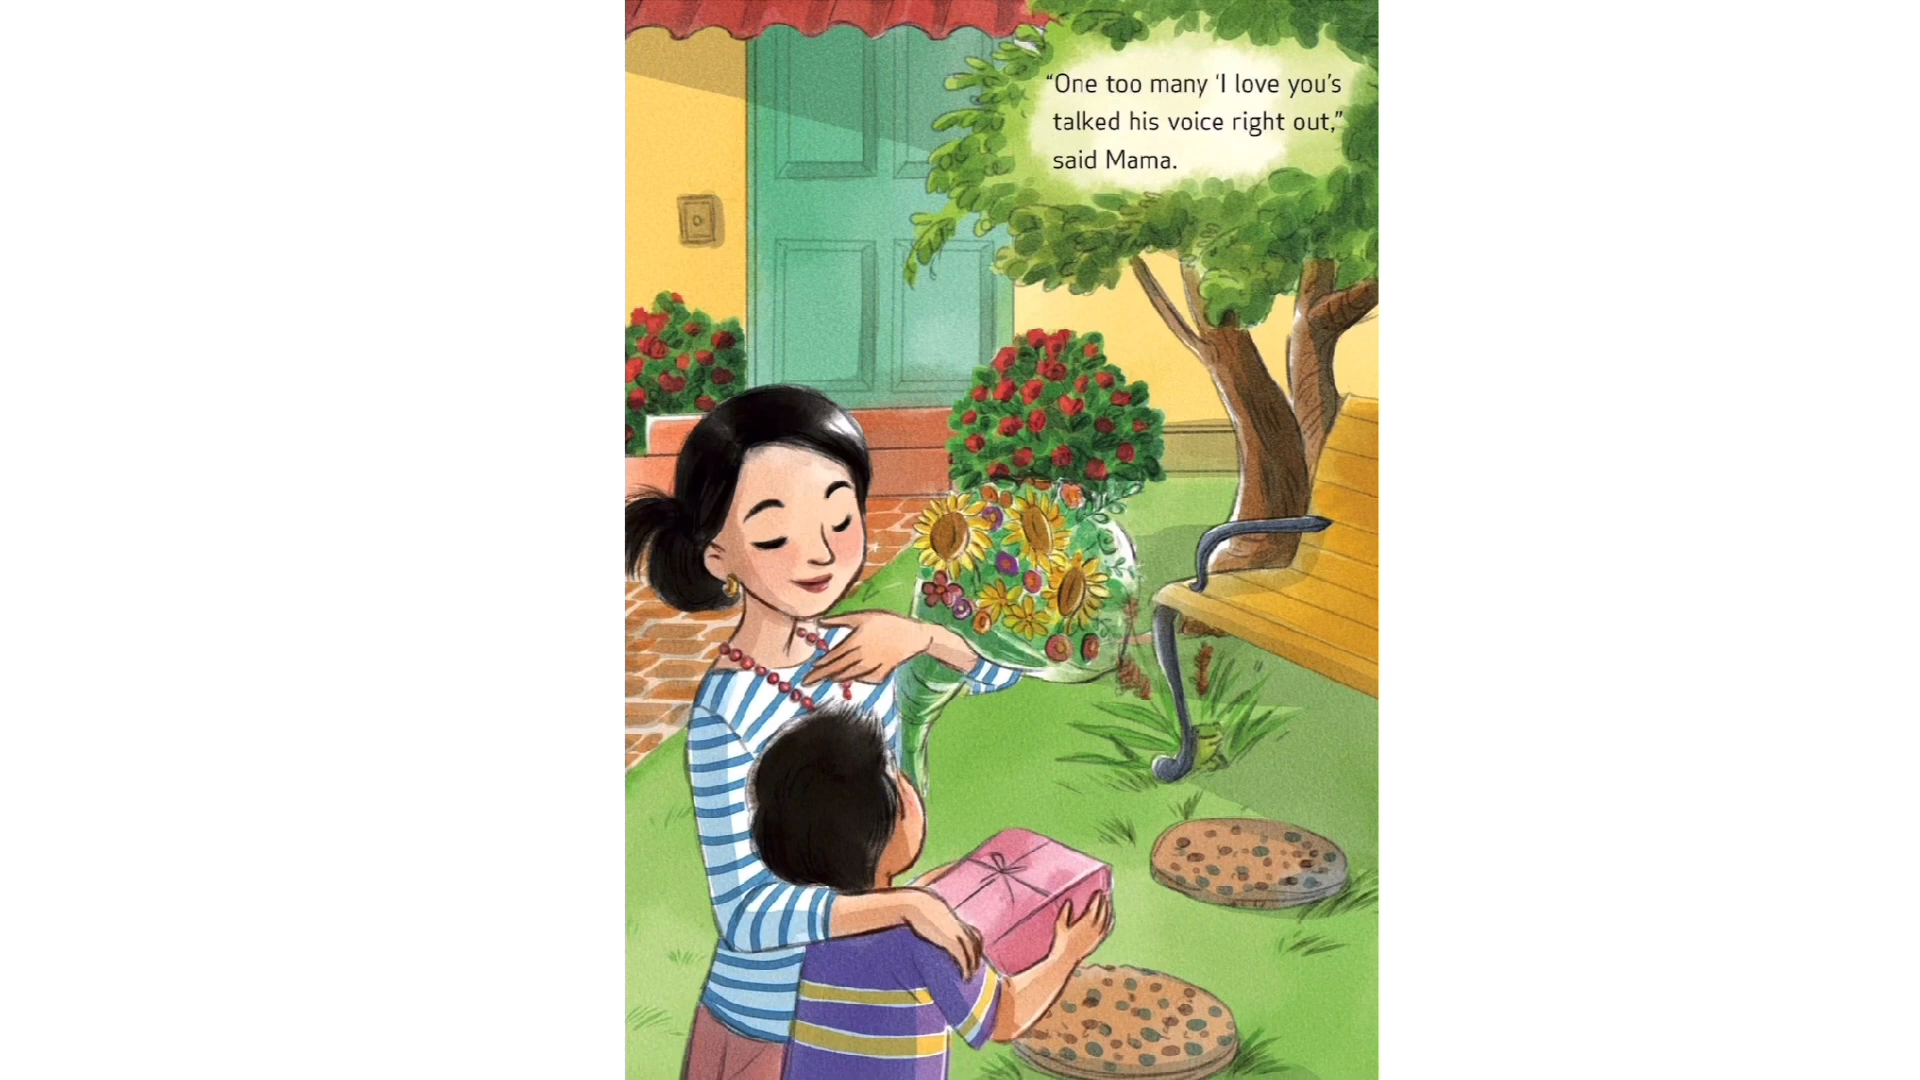 “One too many ‘I love you’s
talked his voice right out,”
said Mama.